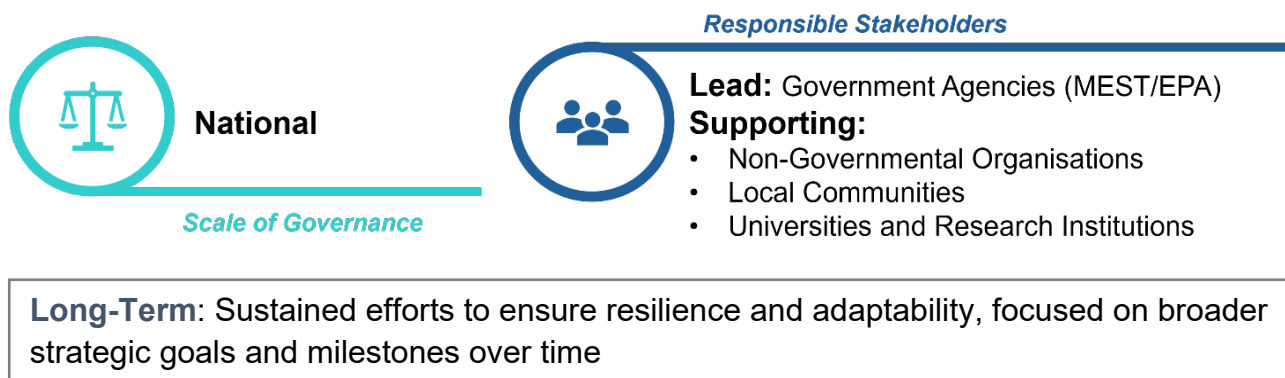 National
Scale of Governance
Responsible Stakeholders
Lead: Government Agencies (MEST/EPA)
Supporting:
• Non-Governmental Organisations
• Local Communities
• Universities and Research Institutions
Long-Term: Sustained efforts to ensure resilience and adaptability, focused on broader
strategic goals and milestones over time